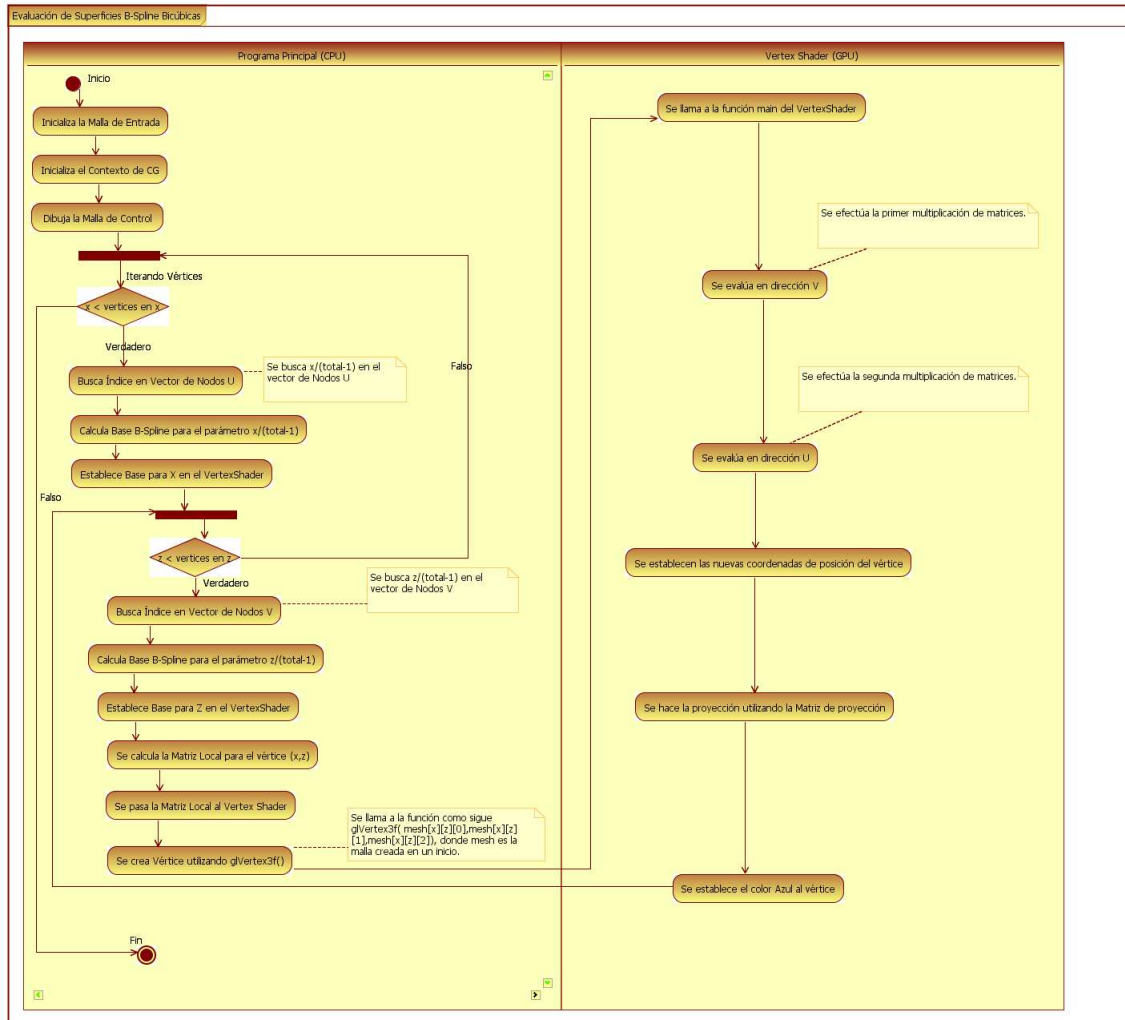 Evaluación de Superficies B-Spline Bicúbicas
Programa Principal (CPU)
Inicio
Inicializa la Malla de Entrada
Inicializa el Contexto de CG
Dibuja la Malla de Control
Iterando Vértices
x < vertices en x
Verdadero
Falso
Busca Índice en Vector de Nodos U
Se busca x/(total-1) en el
vector de Nodos U
Calcula Base B-Spline para el parámetro x/(total-1)
Establece Base para X en el VertexShader
Falso
z < vertices en z
Verdadero
Busca Índice en Vector de Nodos V
Se busca z/(total-1) en el
vector de Nodos V
Calcula Base B-Spline para el parámetro z/(total-1)
Establece Base para Z en el VertexShader
Se calcula la Matriz Local para el vértice (x,z)
Se pasa la Matriz Local al Vertex Shader
Se crea Vértice utilizando glVertex3f()
Se llama a la función como sigue
glVertex3f( mesh[x][z][0],mesh[x][z]
[1],mesh[x][z][2]), donde mesh es la
malla creada en un inicio.
Fin
Vertex Shader (GPU)
Se llama a la función main del VertexShader
Se efectúa la primer multiplicación de matrices.
Se evalúa en dirección V
Se efectúa la segunda multiplicación de matrices.
Se evalúa en dirección U
Se establecen las nuevas coordenadas de posición del vértice
Se hace la proyección utilizando la Matriz de proyección
Se establece el color Azul al vértice